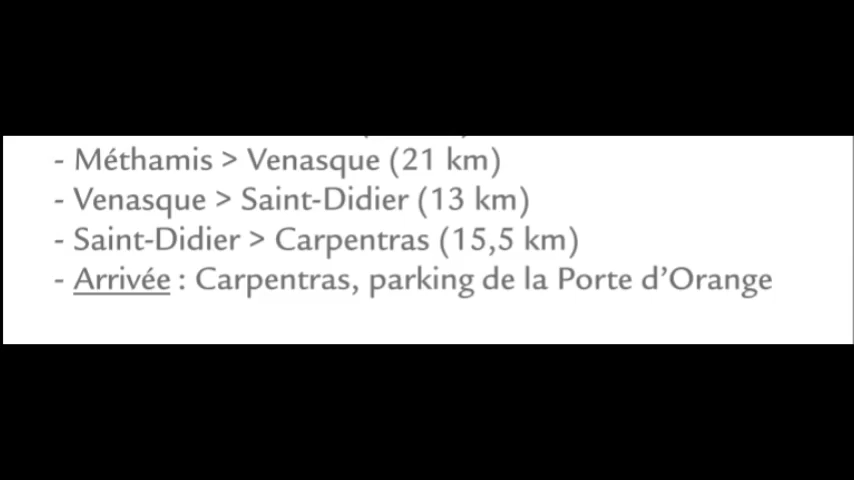 - Méthamis > Venasque (21 km)
- Venasque > Saint-Didier (13 km)
- Saint-Didier > Carpentras (15,5 km)
- Arrivée : Carpentras, parking de la Porte d’Orange